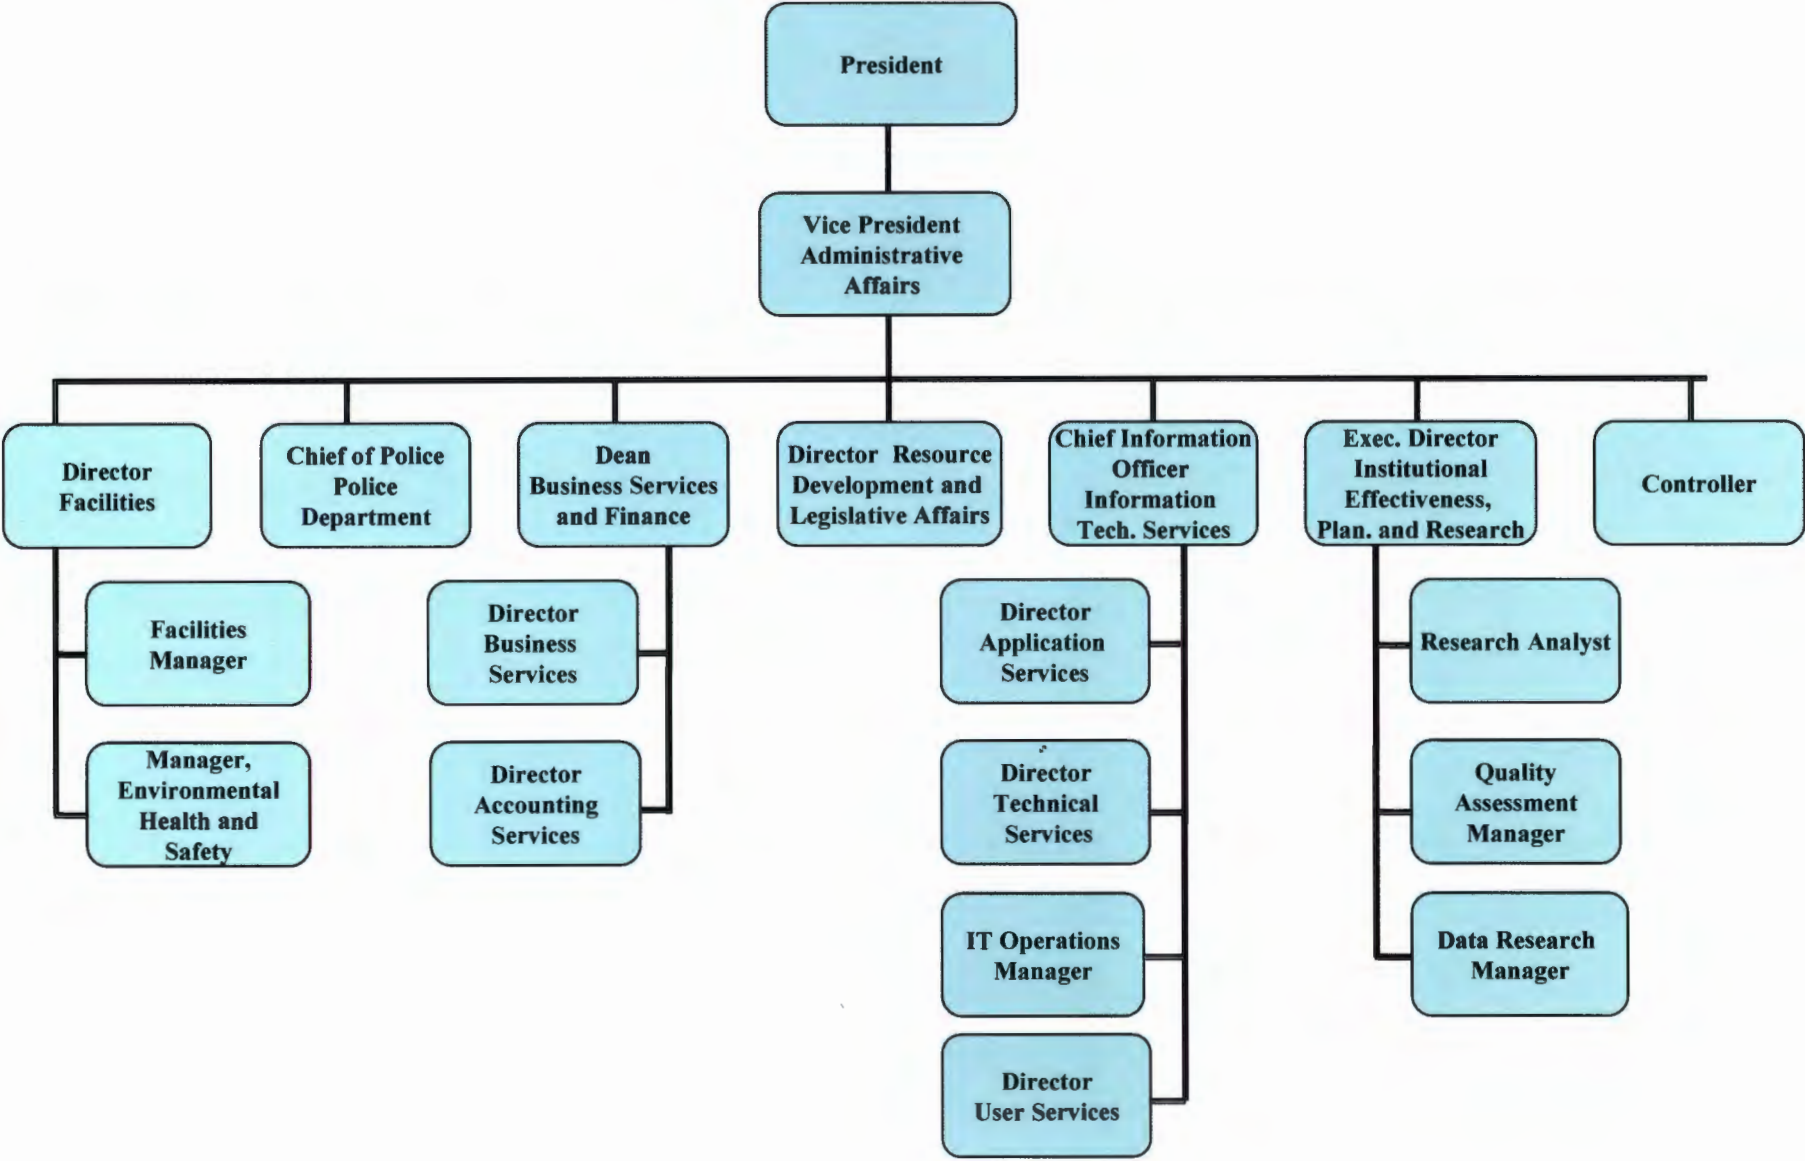 President
Vice President
Administrative
Affairs
Director
Facilities
Chief of Police
Police
Department
Dean
Business Services
and Finance
Director Resource
Development and
Legislative Affairs
Chief Information
Officer
Information
Tech. Services
Exec. Director
Institutional
Effectiveness,
Plan. and Research
Controller
Facilities
Manager
Manager,
Environmental
Health and
Safety
Director
Business
Services
Director
Accounting
Services
Director
Application
Services
Director
Technical
Services
IT Operations
Manager
Director
User Services
Research Analyst
Quality
Assessment
Manager
Data Research
Manager